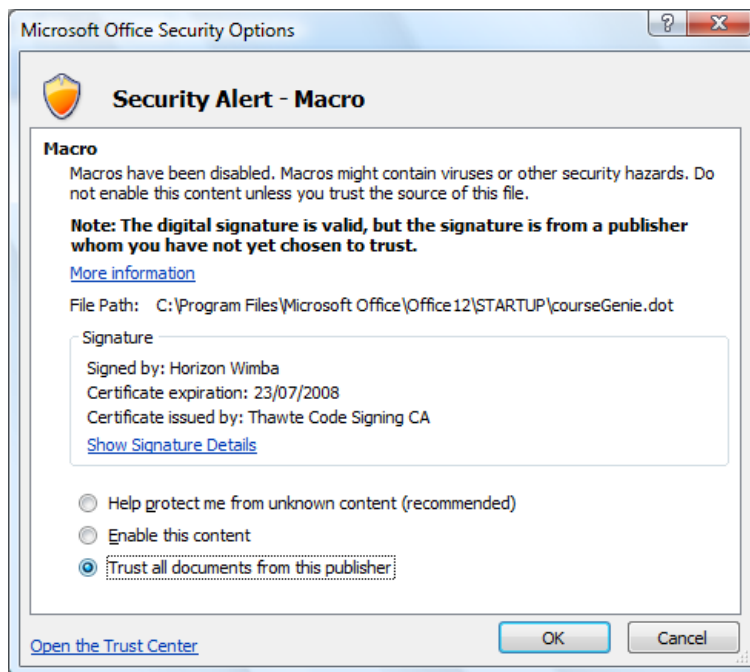 Microsoft Office Security Options
Security Alert - Macro
Macro
Macros have been disabled. Macros might contain viruses or other security hazards. Do
not enable this content unless you trust the source of this file.
Note: The digital signature is valid, but the signature is from a publisher
whom you have not yet chosen to trust.
More information
File Path: C:\Program Files\Microsoft Office\Office12\STARTUP\courseGenie.dot
Signature
Signed by: Horizon Wimba
Certificate expiration: 23/07/2008
Certificate issued by: Thawte Code Signing CA
Show Signature Details
Help protect me from unknown content (recommended)
Enable this content
Trust all documents from this publisher
Open the Trust Center
OK
Cancel